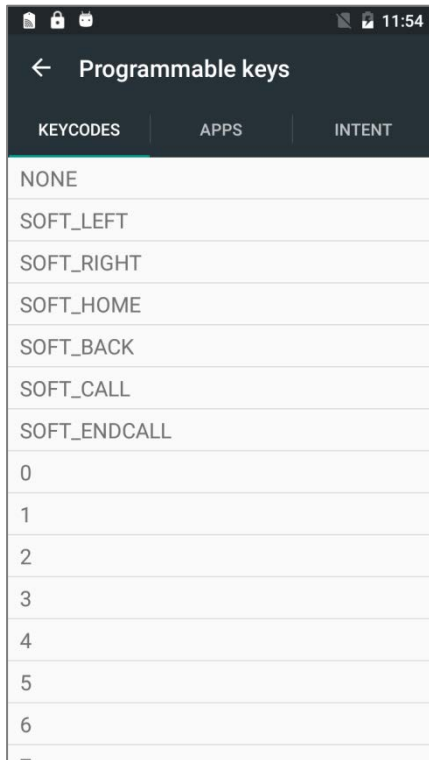 11:54
Programmable keys
KEYCODES APPS INTENT
NONE
SOFT_LEFT
SOFT_RIGHT
SOFT_HOME
SOFT_BACK
SOFT_CALL
SOFT_ENDCALL
0
1
2
3
4
5
6